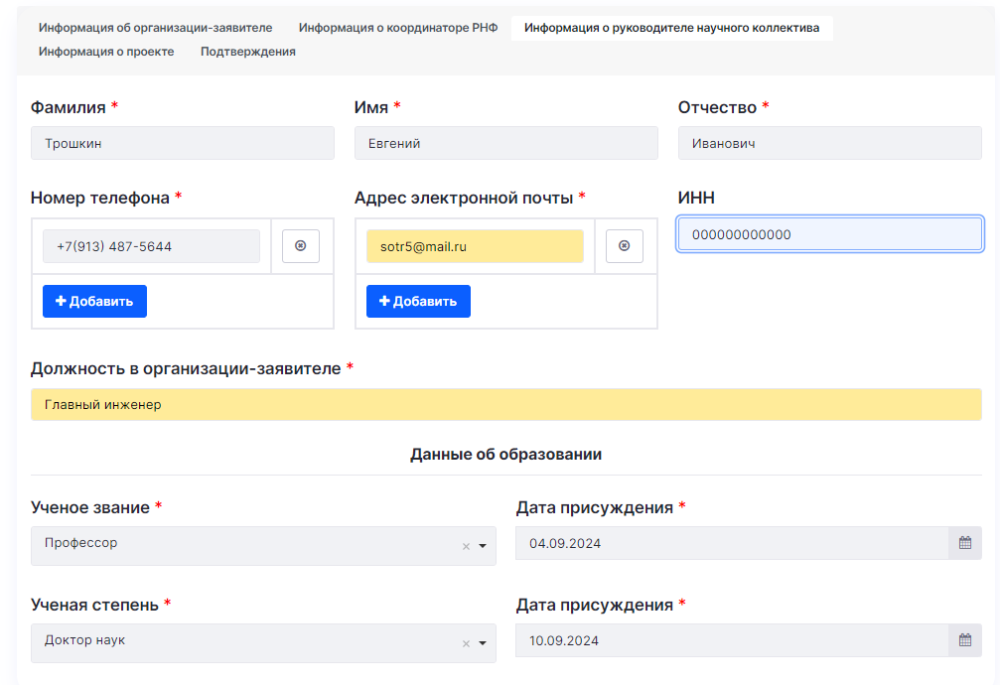 Информация об организации-заявителе Информация о координаторе РНФ Информация о руководителе научного коллектива
Информация о проекте Подтверждения
Фамилия * Имя * Отчество *
Трошкин Евгений Иванович
Номер телефона * Адрес электронной почты * ИНН
+7(913) 487-5644 sotr5@mail.ru 000000000000
+ Добавить + Добавить
Должность в организации-заявителе *
Главный инженер
Данные об образовании
Ученое звание * Дата присуждения *
Профессор × 04.09.2024
Ученая степень * Дата присуждения *
Доктор наук × 10.09.2024